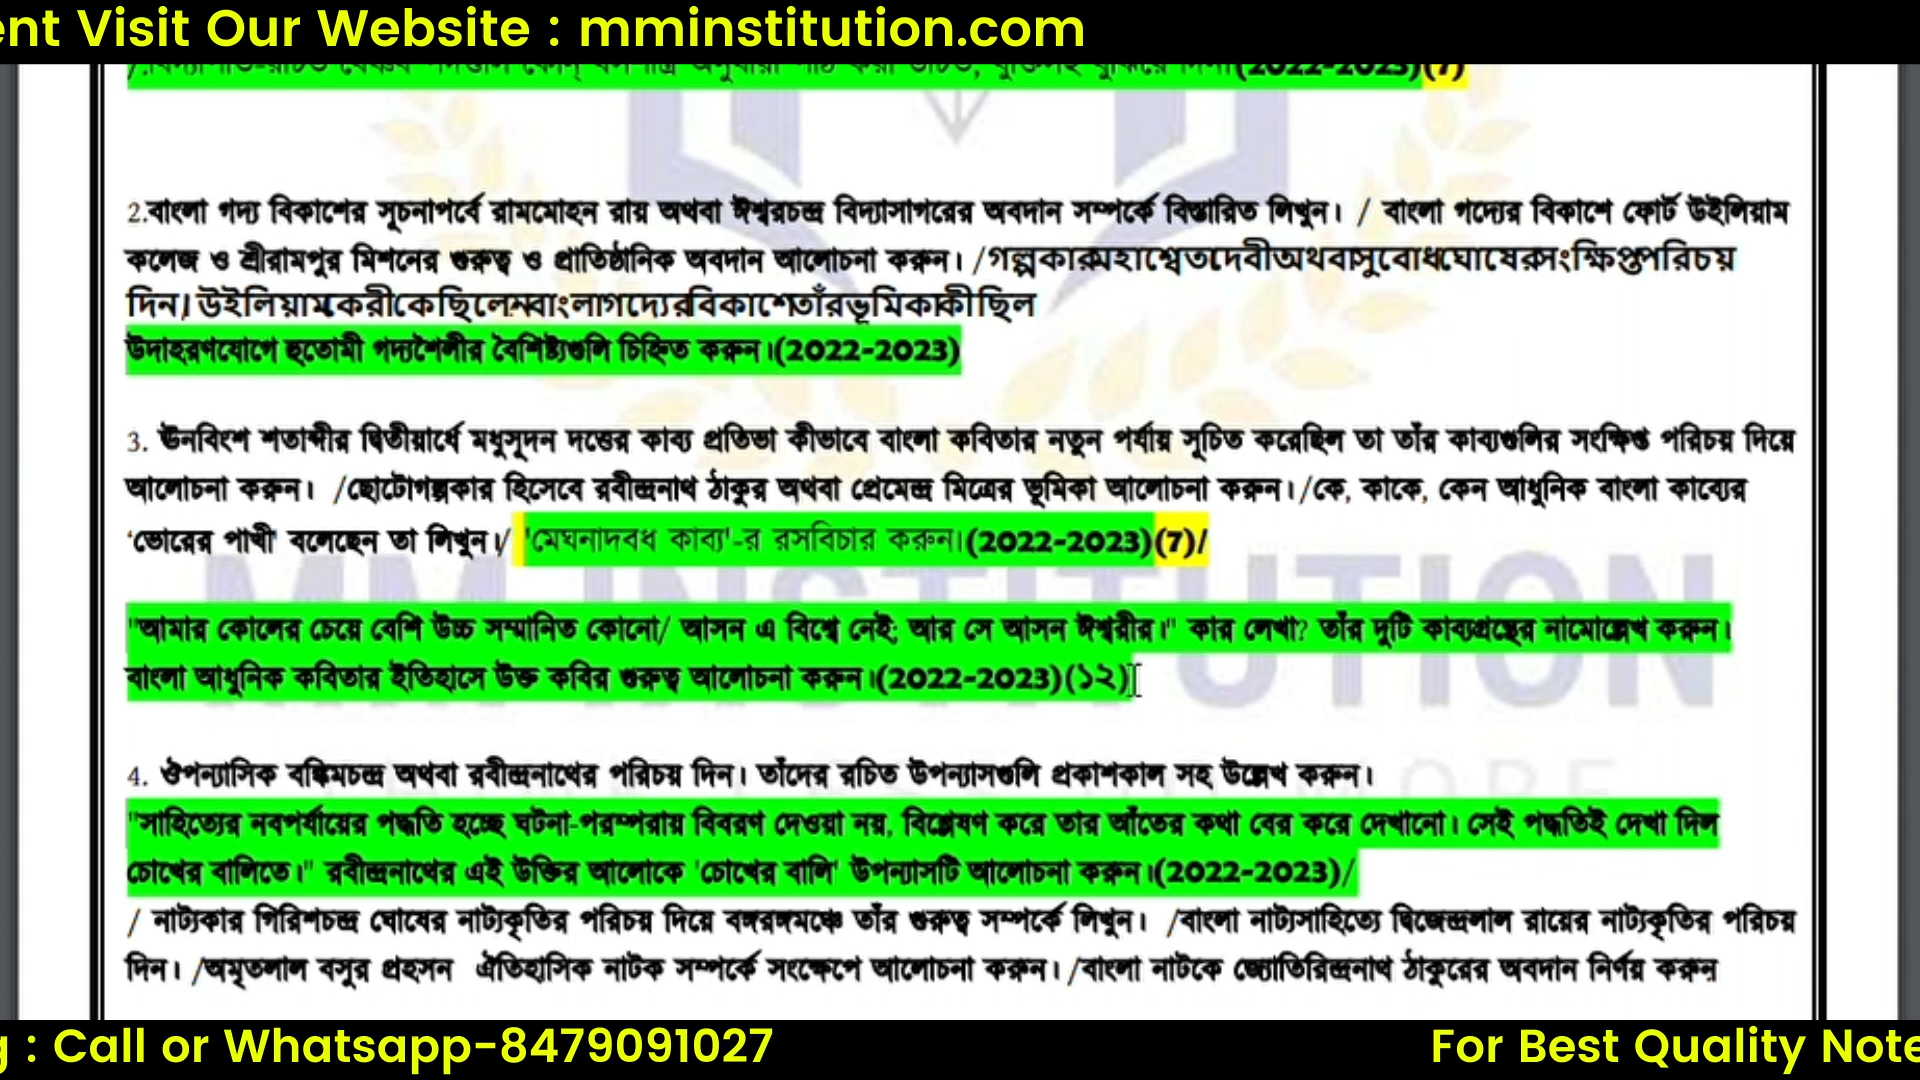 ent Visit Our Website : mminstitution.com
(2022-2023)(7)
2.বাংলা গদ্য বিকাশের সূচনাপর্বে রামমোহন রায় অথবা ঈশ্বরচন্দ্র বিদ্যাসাগরের অবদান সম্পর্কে বিস্তারিত লিখুন। / বাংলা গদ্যের বিকাশে ফোর্ট উইলিয়াম
কলেজ ও শ্রীরামপুর মিশনের গুরুত্ব ও প্রাতিষ্ঠানিক অবদান আলোচনা করুন। /গল্পকারমহাশ্বেতাদেবীঅথবাসুবোধঘোষেরসংক্ষিপ্তপরিচয়
দিন। উইলিয়ামকেরীকেছিলেনবাংলাগদ্যেরবিকাশেতাঁরভূমিকাকীছিল
উদাহরণযোগে হুতোমী গদ্যশৈলীর বৈশিষ্ট্যগুলি চিহ্নিত করুন।(2022-2023)
3. ঊনবিংশ শতাব্দীর দ্বিতীয়ার্ধে মধুসূদন দত্তের কাব্য প্রতিভা কীভাবে বাংলা কবিতার নতুন পর্যায় সূচিত করেছিল তা তাঁর কাব্যগুলির সংক্ষিপ্ত পরিচয় দিয়ে
আলোচনা করুন। /ছোটোগল্পকার হিসেবে রবীন্দ্রনাথ ঠাকুর অথবা প্রেমেন্দ্র মিত্রের ভূমিকা আলোচনা করুন।/কে, কাকে, কেন আধুনিক বাংলা কাব্যের
'ভোরের পাখী' বলেছেন তা লিখুন।/ 'মেঘনাদবধ কাব্য'-র রসবিচার করুন।(2022-2023)(7)/
"আমার কোলের চেয়ে বেশি উচ্চ সম্মানিত কোনো/ আসন এ বিশ্বে নেই; আর সে আসন ঈশ্বরীর।" কার লেখা? তাঁর দুটি কাব্যগ্রন্থের নামোল্লেখ করুন।
বাংলা আধুনিক কবিতার ইতিহাসে উক্ত কবির গুরুত্ব আলোচনা করুন।(2022-2023)(১২)
4. ঔপন্যাসিক বঙ্কিমচন্দ্র অথবা রবীন্দ্রনাথের পরিচয় দিন। তাঁদের রচিত উপন্যাসগুলি প্রকাশকাল সহ উল্লেখ করুন।
"সাহিত্যের নবপর্যায়ের পদ্ধতি হচ্ছে ঘটনা-পরম্পরায় বিবরণ দেওয়া নয়, বিশ্লেষণ করে তার আঁতের কথা বের করে দেখানো। সেই পদ্ধতিই দেখা দিল
চোখের বালিতে।" রবীন্দ্রনাথের এই উক্তির আলোকে 'চোখের বালি' উপন্যাসটি আলোচনা করুন।(2022-2023)/
/ নাট্যকার গিরিশচন্দ্র ঘোষের নাট্যকৃতির পরিচয় দিয়ে বঙ্গরঙ্গমঞ্চে তাঁর গুরুত্ব সম্পর্কে লিখুন। /বাংলা নাট্যসাহিত্যে দ্বিজেন্দ্রলাল রায়ের নাট্যকৃতির পরিচয়
দিন। /অমৃতলাল বসুর প্রহসন ঐতিহাসিক নাটক সম্পর্কে সংক্ষেপে আলোচনা করুন। /বাংলা নাটকে জ্যোতিরিন্দ্রনাথ ঠাকুরের অবদান নির্ণয় করুন
MM INSTITUTION
g : Call or Whatsapp-8479091027
For Best Quality Note